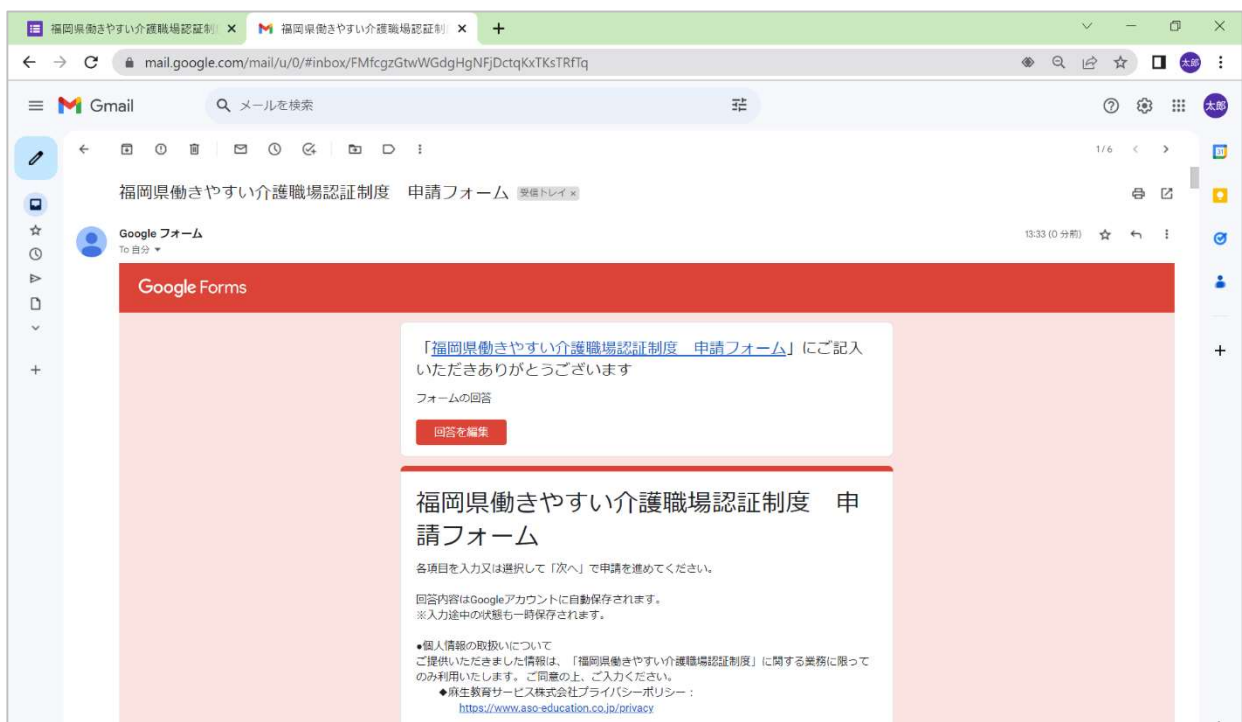 福岡県働きやすい介護職場認証制
福岡県働きやすい介護職場認証制
mail.google.com/mail/u/0/#inbox/FMfcgzGtwWGdgHgNFjDctqKxTKsTRfTq
太郎
Gmail
メールを検索
太郎
1/6
31
福岡県働きやすい介護職場認証制度　申請フォーム 受信トレイ ×
Google フォーム
13:33 (0 分前)
To 自分
Google Forms
「福岡県働きやすい介護職場認証制度　申請フォーム」にご記入
いただきありがとうございます
フォームの回答
回答を編集
福岡県働きやすい介護職場認証制度　申
請フォーム
各項目を入力又は選択して「次へ」で申請を進めてください。
回答内容はGoogleアカウントに自動保存されます。
※入力途中の状態も一時保存されます。
●個人情報の取扱いについて
ご提供いただきました情報は、「福岡県働きやすい介護職場認証制度」に関する業務に限って
のみ利用いたします。ご同意の上、ご入力ください。
◆麻生教育サービス株式会社プライバシーポリシー：
https://www.aso-education.co.jp/privacy